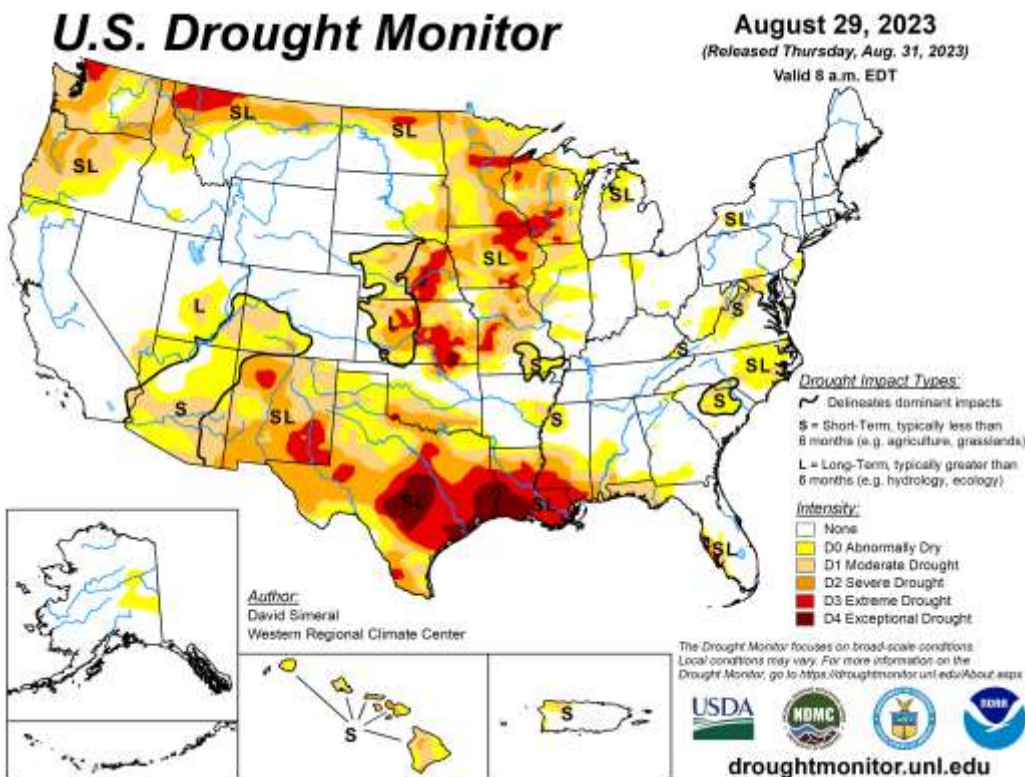 U.S. Drought Monitor
August 29, 2023
(Released Thursday, Aug. 31, 2023)
Valid 8 a.m. EDT
SL
SL
SL
SL
SL
SL
L
L
S
S
S
S
S
SL
SL
S
SL
SL
SL
Drought Impact Types:
Delineates dominant impacts
S = Short-Term, typically less than
6 months (e.g. agriculture, grasslands)
L = Long-Term, typically greater than
6 months (e.g. hydrology, ecology)
Intensity:
None
D0 Abnormally Dry
D1 Moderate Drought
D2 Severe Drought
D3 Extreme Drought
D4 Exceptional Drought
Author:
David Simeral
Western Regional Climate Center
S
S
The Drought Monitor focuses on broad-scale conditions.
Local conditions may vary. For more information on the
Drought Monitor, go to https://droughtmonitor.unl.edu/About.aspx
USDA
NDMC
NOAA
droughtmonitor.unl.edu